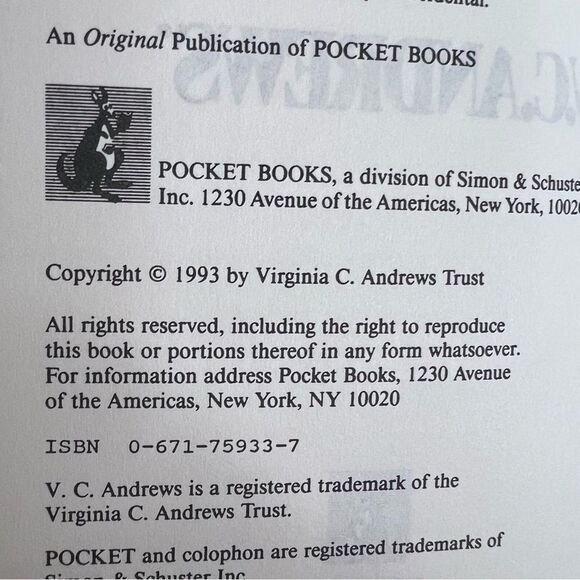 An Original Publication of POCKET BOOKS
POCKET BOOKS, a division of Simon & Schuste
Inc. 1230 Avenue of the Americas, New York, 1002
Copyright © 1993 by Virginia C. Andrews Trust
All rights reserved, including the right to reproduce
this book or portions thereof in any form whatsoever.
For information address Pocket Books, 1230 Avenue
of the Americas, New York, NY 10020
ISBN 0-671-75933-7
V. C. Andrews is a registered trademark of the
Virginia C. Andrews Trust.
POCKET and colophon are registered trademarks of
Simon & Schuster Inc.